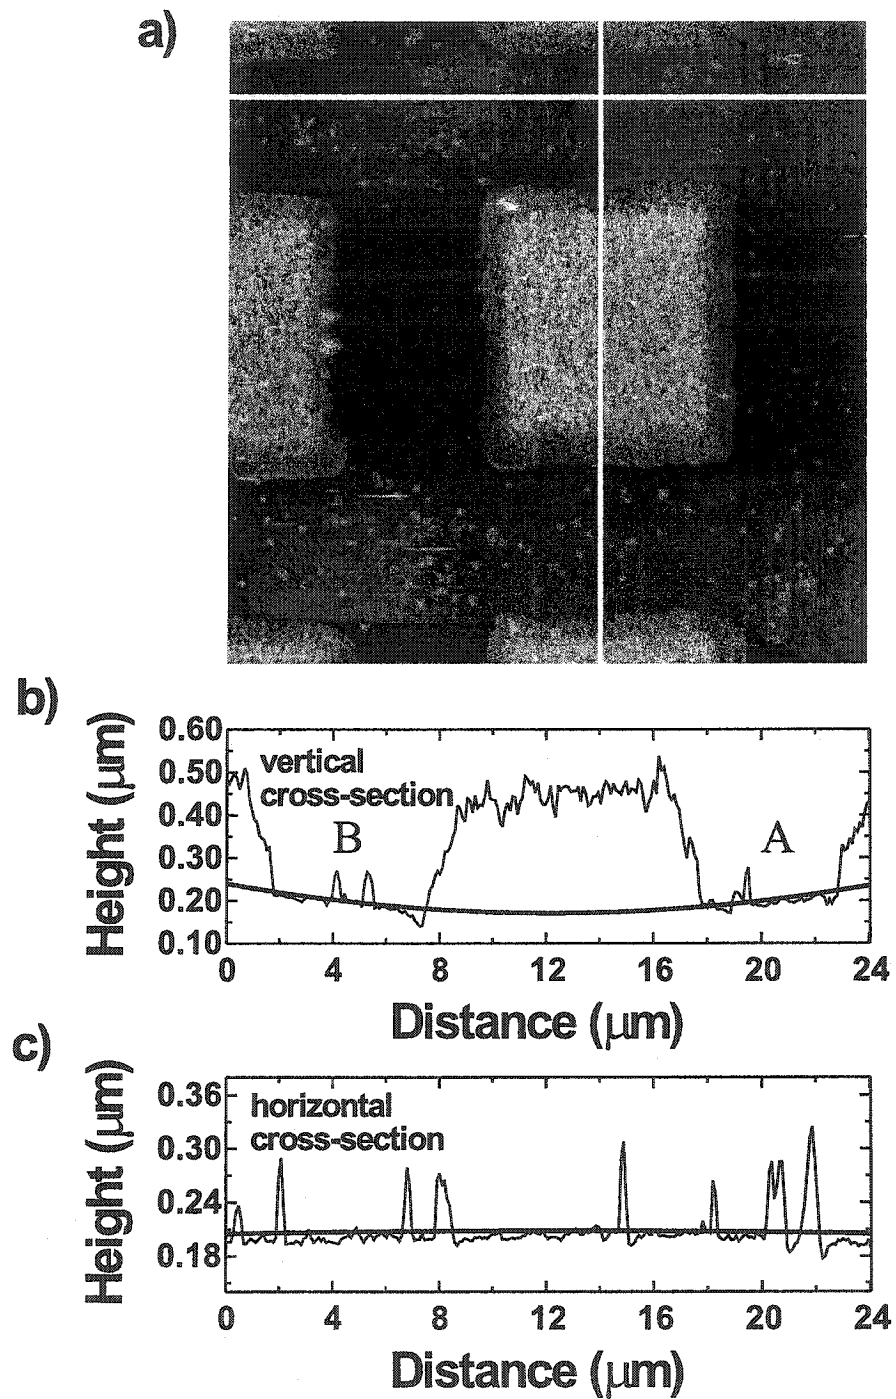 a)
b)
Height (μm)
0.60
0.50
0.40
0.30
0.20
0.10
vertical
cross-section
B
A
0 4 8 12 16 20 24
Distance (μm)
c)
Height (μm)
0.36
0.30
0.24
0.18
horizontal
cross-section
0 4 8 12 16 20 24
Distance (μm)